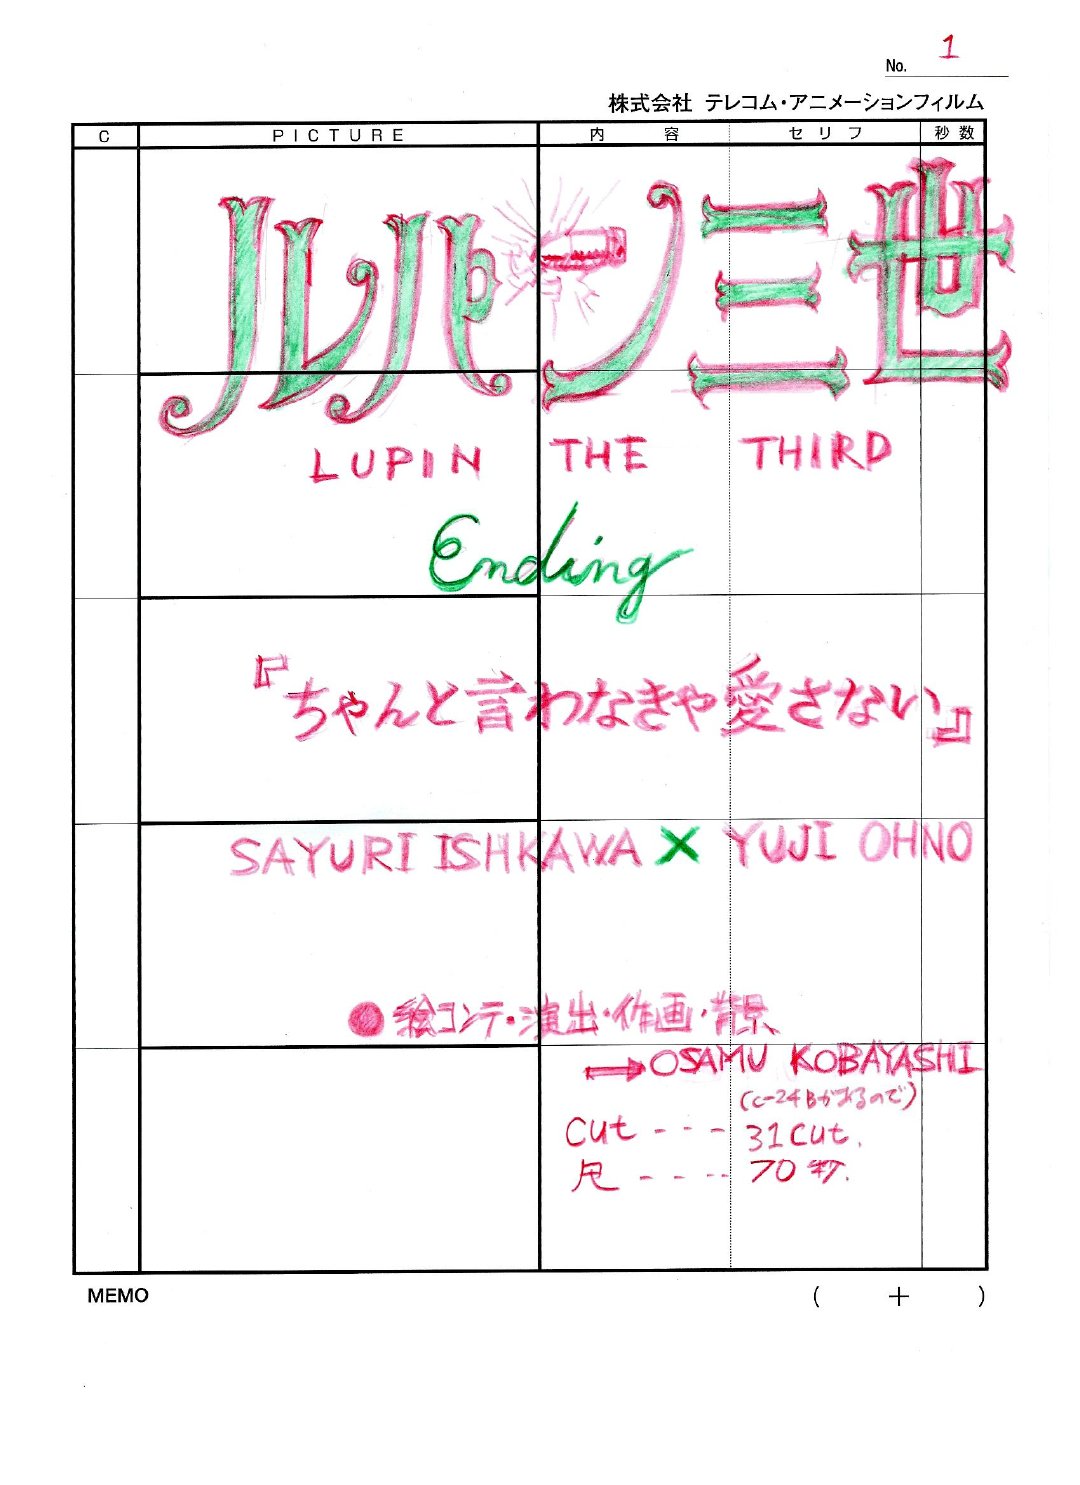 No. 1
株式会社 テレコム・アニメーションフィルム
C PICTURE 内容 セリフ 秒数
ルパン三世
LUPIN THE THIRD
Ending
『ちゃんと言わなきゃ愛さない』
SAYURI ISHKAWA × YUJI OHNO
●絵コンテ・演出・作画・背景、
→OSAMU KOBAYASHI
(C-24Bがあるので)
Cut --- 31cut.
尺 ---- 70秒.
MEMO ( + )